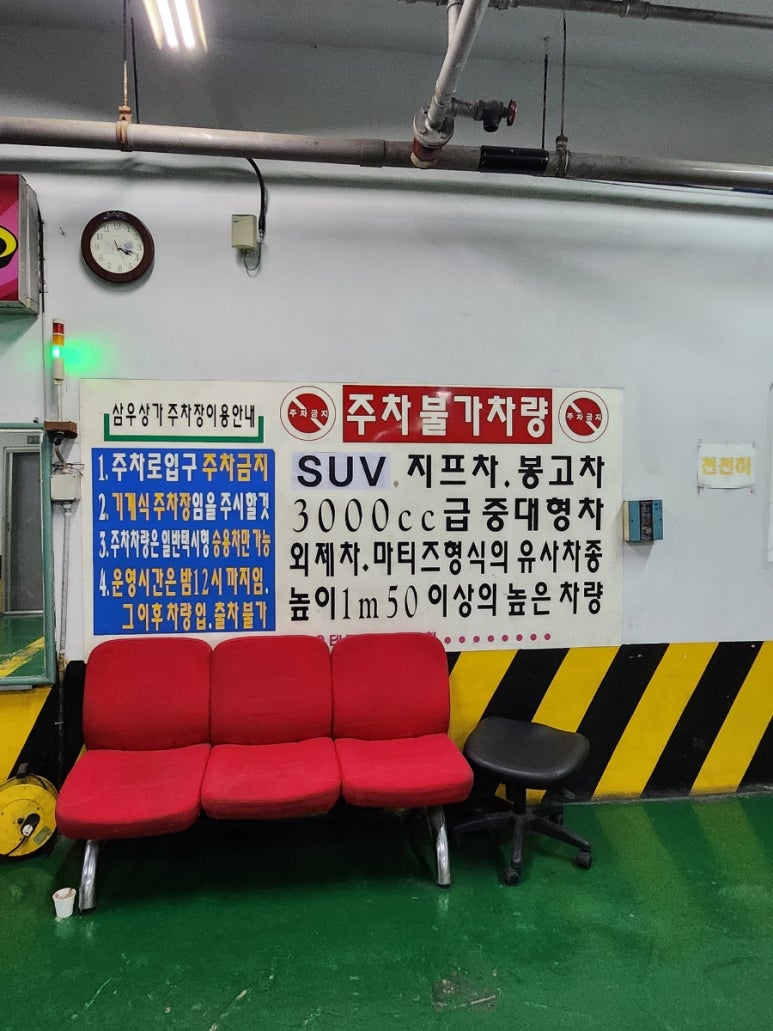 삼우상가 주차장이용안내
1. 주차로입구 주차금지
2. 기계식 주차장임을 주시할것
3. 주차차량은 일반택시형 승용차만 가능
4. 운영시간은 밤12시 까지임.
그이후 차량 입. 출차 불가
주차금지
주차불가차량
주차금지
SUV. 지프차. 봉고차
3000cc급 중대형차
외제차. 마티즈형식의 유사차종
높이1m50 이상의 높은 차량
천천히